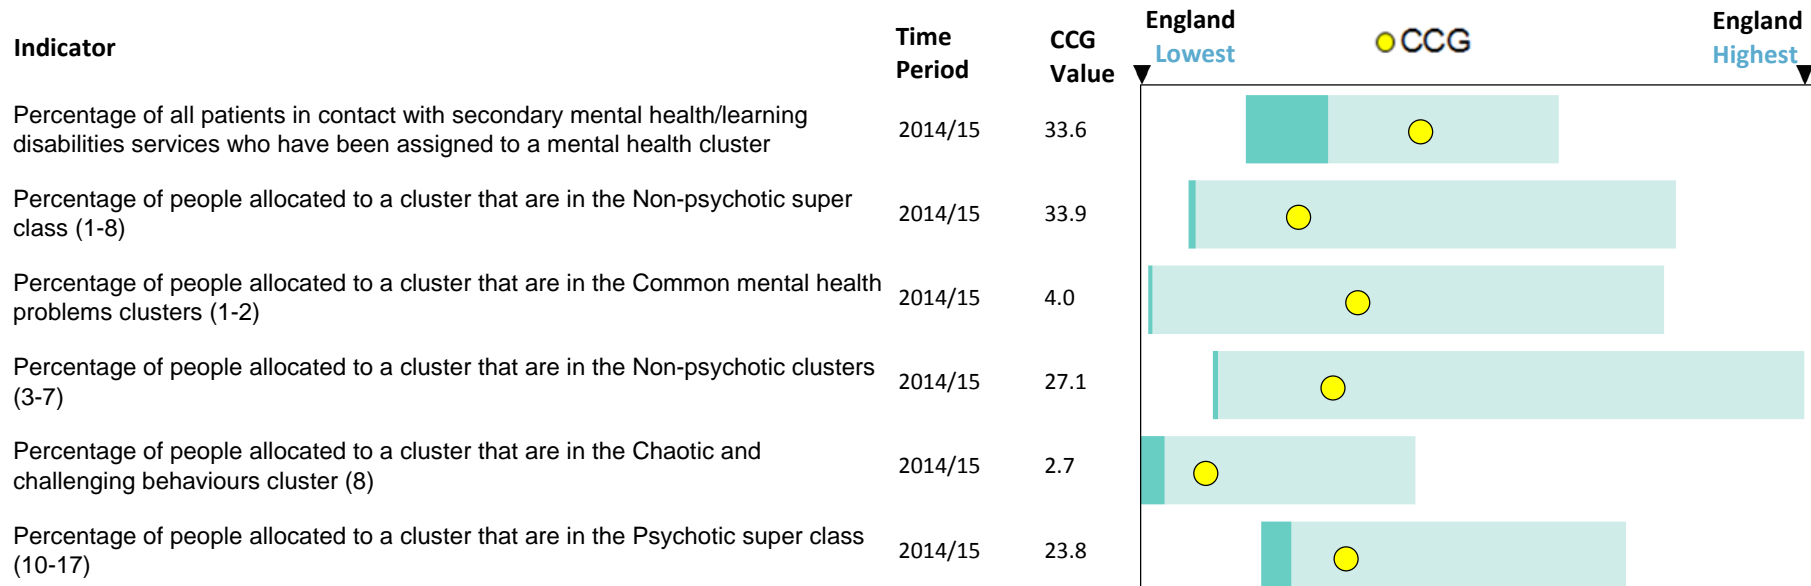 Indicator
Time
Period
CCG
Value
England
Lowest
CCG
England
Highest
Percentage of all patients in contact with secondary mental health/learning
disabilities services who have been assigned to a mental health cluster
2014/15
33.6
Percentage of people allocated to a cluster that are in the Non-psychotic super
class (1-8)
2014/15
33.9
Percentage of people allocated to a cluster that are in the Common mental health
problems clusters (1-2)
2014/15
4.0
Percentage of people allocated to a cluster that are in the Non-psychotic clusters
(3-7)
2014/15
27.1
Percentage of people allocated to a cluster that are in the Chaotic and
challenging behaviours cluster (8)
2014/15
2.7
Percentage of people allocated to a cluster that are in the Psychotic super class
(10-17)
2014/15
23.8